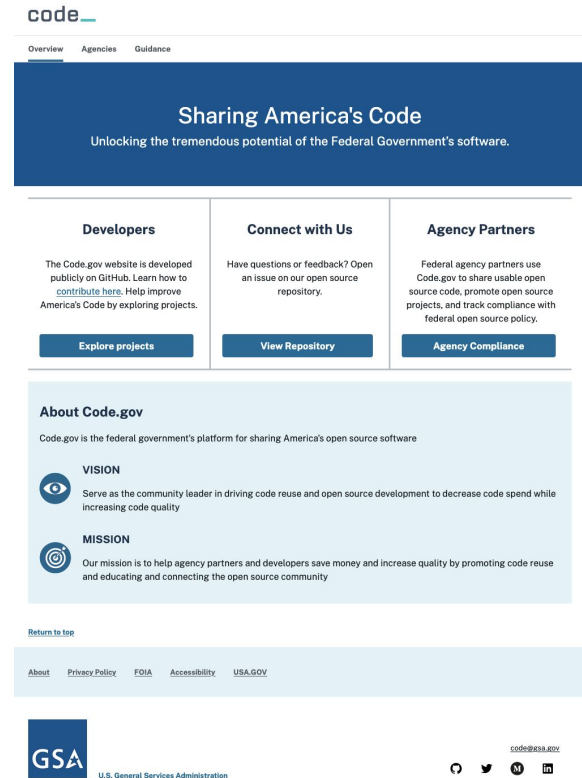 code_
Overview Agencies Guidance
Sharing America's Code
Unlocking the tremendous potential of the Federal Government's software.
Developers
The Code.gov website is developed
publicly on GitHub. Learn how to
contribute here. Help improve
America's Code by exploring projects.
Explore projects
Connect with Us
Have questions or feedback? Open
an issue on our open source
repository.
View Repository
Agency Partners
Federal agency partners use
Code.gov to share usable open
source code, promote open source
projects, and track compliance with
federal open source policy.
Agency Compliance
About Code.gov
Code.gov is the federal government's platform for sharing America's open source software
VISION
Serve as the community leader in driving code reuse and open source development to decrease code spend while
increasing code quality
MISSION
Our mission is to help agency partners and developers save money and increase quality by promoting code reuse
and educating and connecting the open source community
Return to top
About Privacy Policy FOIA Accessibility USA.GOV
GSA
U.S. General Services Administration
code@gsa.gov
M
in